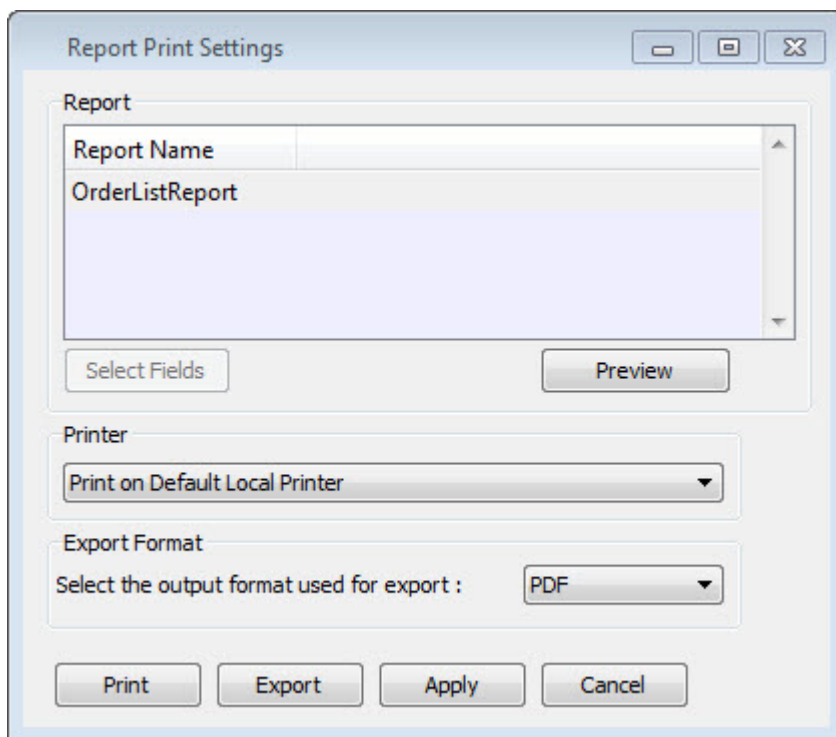 Report Print Settings
Report
Report Name
OrderListReport
Select Fields
Preview
Printer
Print on Default Local Printer
Export Format
Select the output format used for export :
PDF
Print
Export
Apply
Cancel